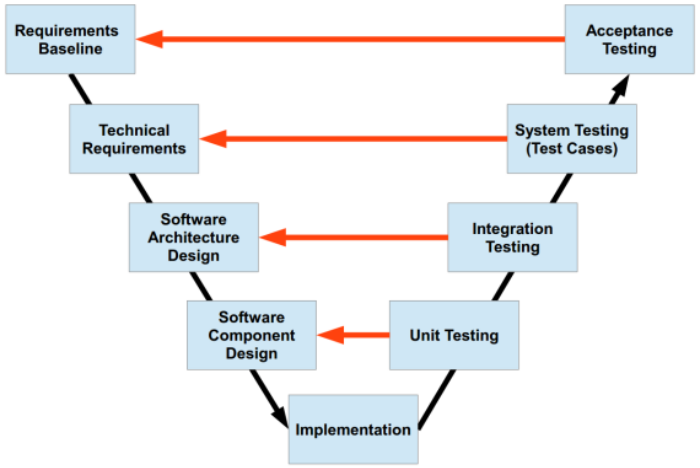 Requirements
Baseline
Acceptance
Testing
Technical
Requirements
System Testing
(Test Cases)
Software
Architecture
Design
Integration
Testing
Software
Component
Design
Unit Testing
Implementation